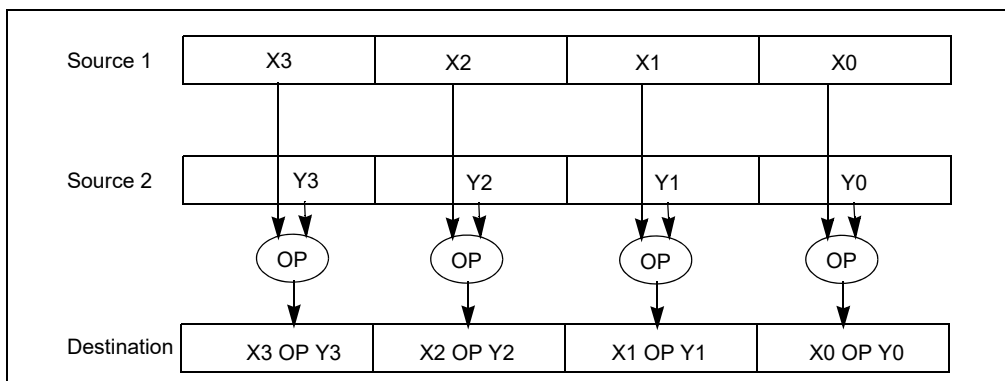 Source 1 X3 X2 X1 X0
Source 2 Y3 Y2 Y1 Y0
OP OP OP OP
Destination X3 OP Y3 X2 OP Y2 X1 OP Y1 X0 OP Y0